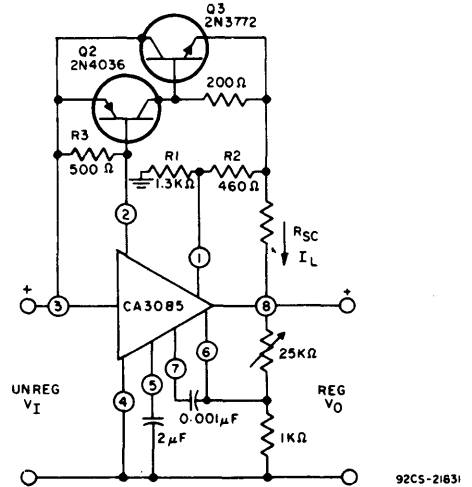 Q3
2N3772
Q2
2N4036
200Ω
R3
500Ω
R1
1.3KΩ
R2
460Ω
2
1
RSC
IL
+
3
CA3085
8
+
7
6
5
4
25KΩ
UNREG
VI
REG
VO
0.001μF
2μF
1KΩ
92CS-21831